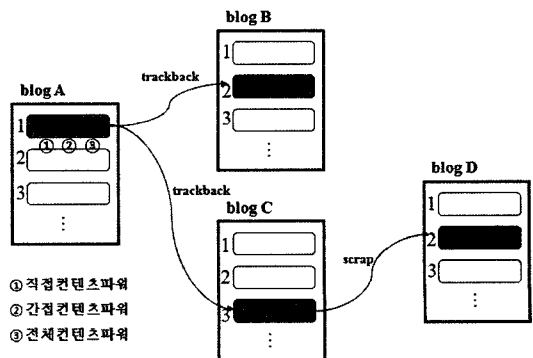 blog A
1
① ② ③
2
3
⋮
trackback
blog B
1
2
3
⋮
trackback
blog C
1
2
3
⋮
scrap
blog D
1
2
3
⋮
①직접컨텐츠파워
②간접컨텐츠파워
③전체컨텐츠파워